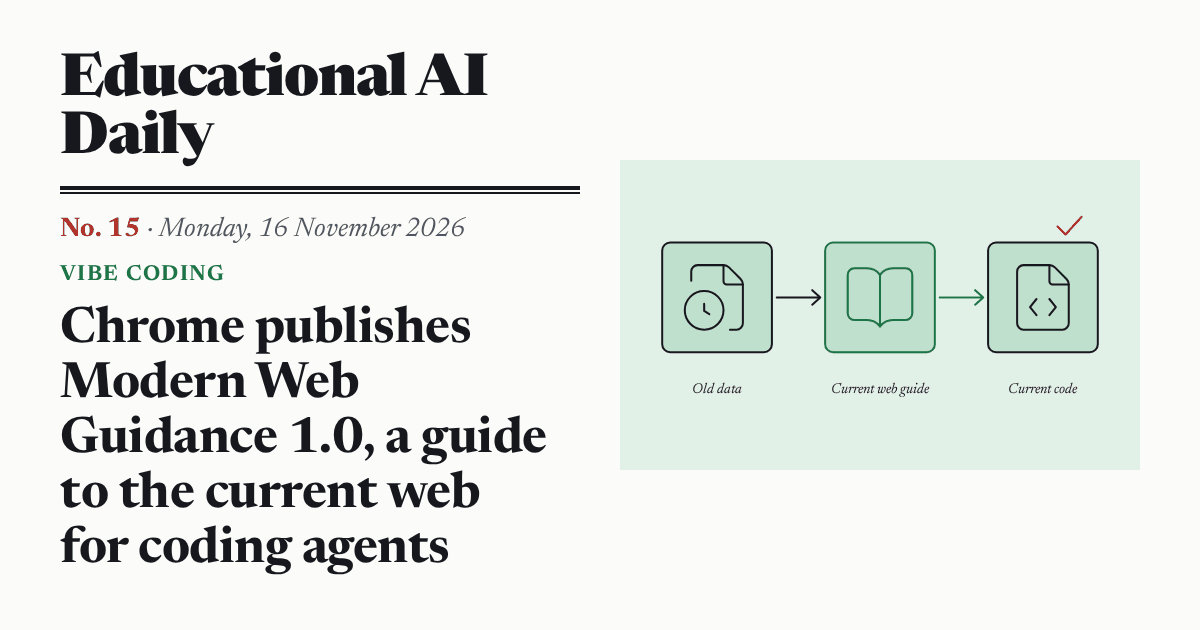 Educational AI
Daily
No. 15 · Monday, 16 November 2026
VIBE CODING
Chrome publishes
Modern Web
Guidance 1.0, a guide
to the current web
for coding agents
Old data
Current web guide
Current code